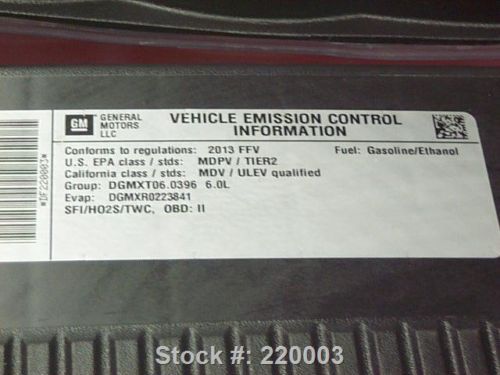 GM
GENERAL MOTORS LLC
VEHICLE EMISSION CONTROL
INFORMATION
Conforms to regulations: 2013 FFV Fuel: Gasoline/Ethanol
U.S. EPA class / stds: MDPV / TIER2
California class / stds: MDV / ULEV qualified
Group: DGMXT06.0396 6.0L
Evap: DGMXR0223841
SFI/HO2S/TWC, OBD: II
*DF220003*
Stock #: 220003